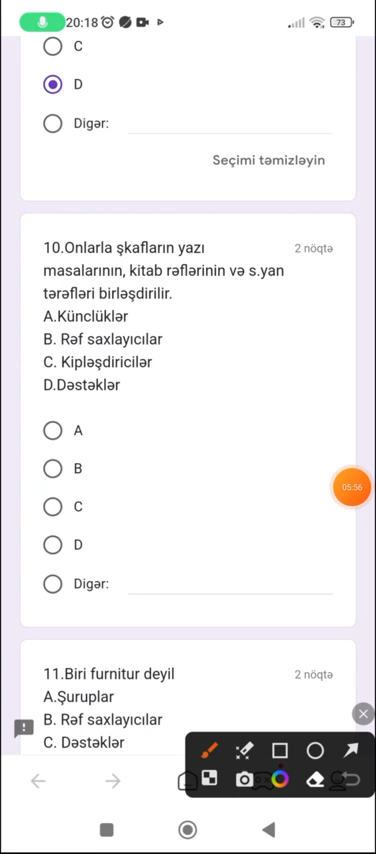 20:18
73
C
D
Digər:
Seçimi təmizləyin
10.Onlarla şkafların yazı
masalarının, kitab rəflərinin və s.yan
tərəfləri birləşdirilir.
2 nöqtə
A.Künclüklər
B. Rəf saxlayıcılar
C. Kipləşdiricilər
D.Dəstəklər
A
B
C
D
Digər:
05:56
11.Biri furnitur deyil
2 nöqtə
A.Şuruplar
B. Rəf saxlayıcılar
C. Dəstəklər